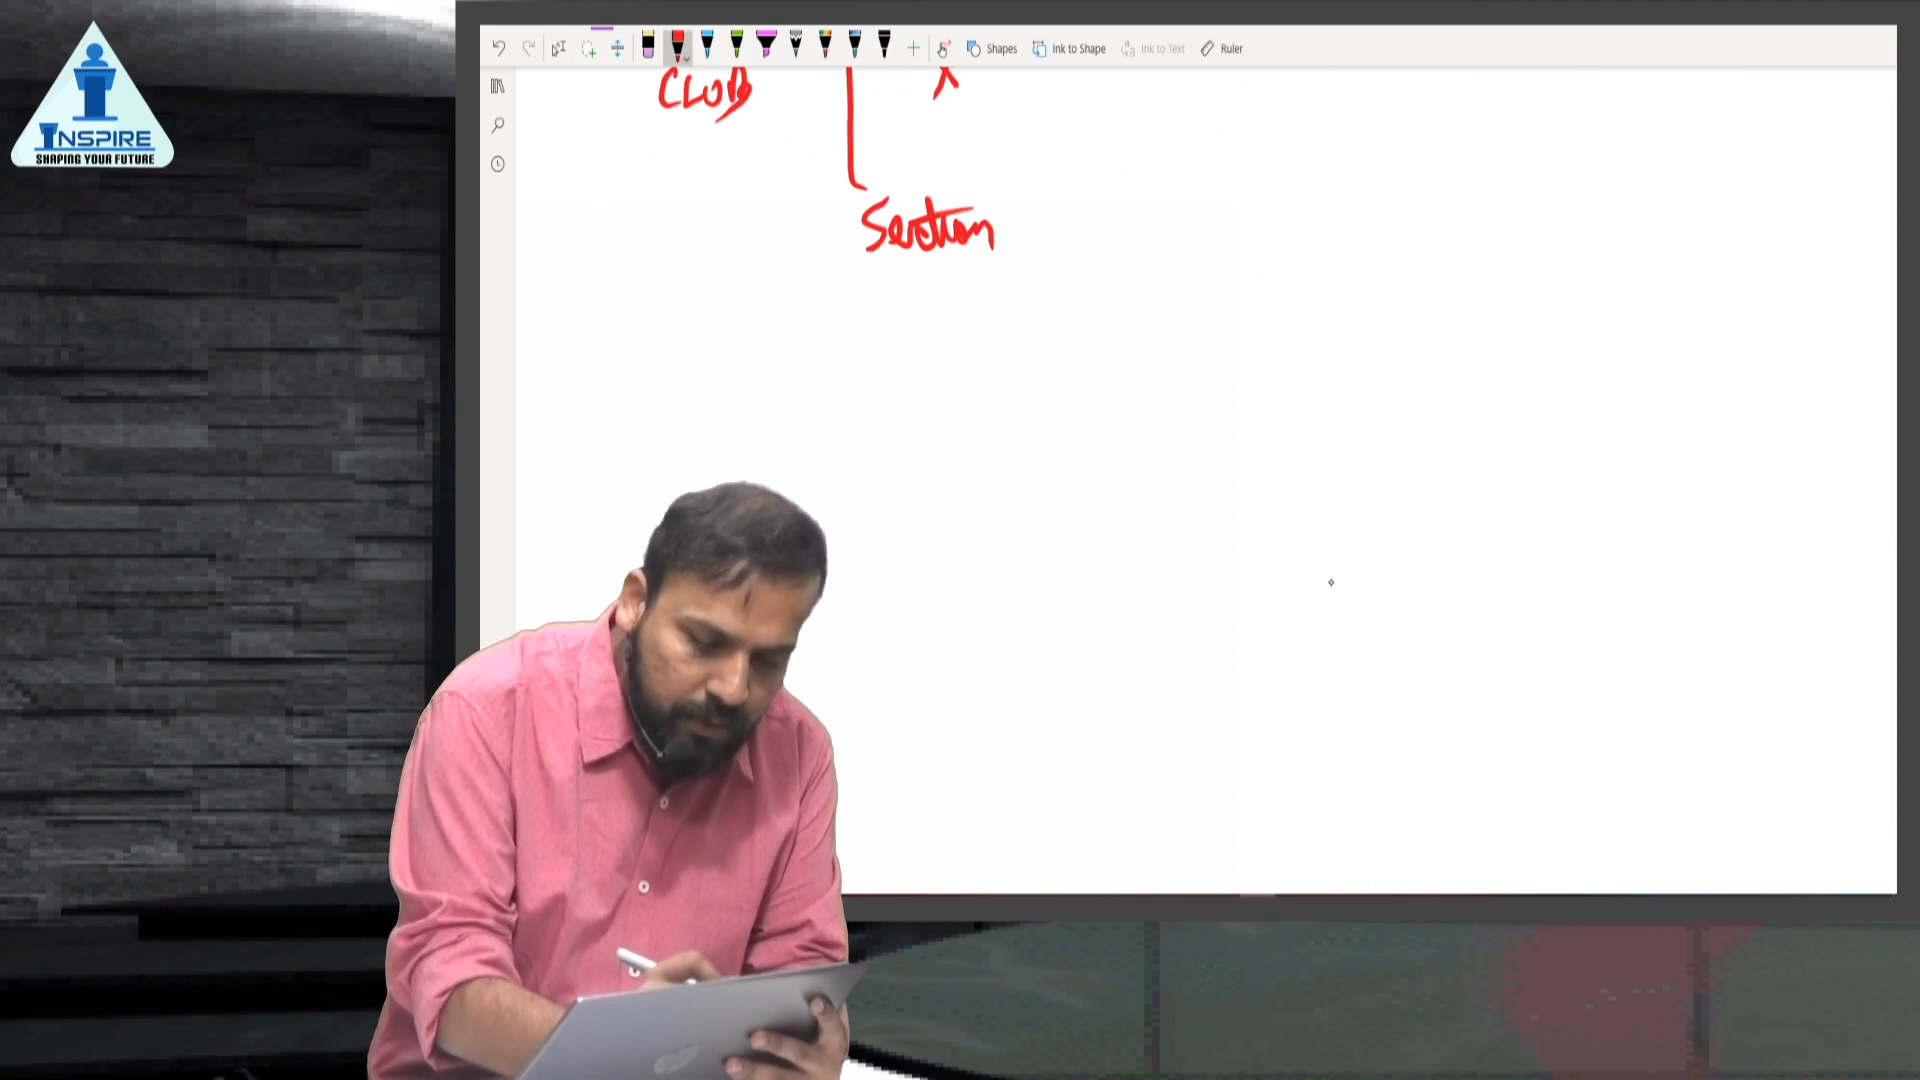 INSPIRE
SHAPING YOUR FUTURE
Shapes
Ink to Shape
Ink to Text
Ruler
CLUB
X
Section